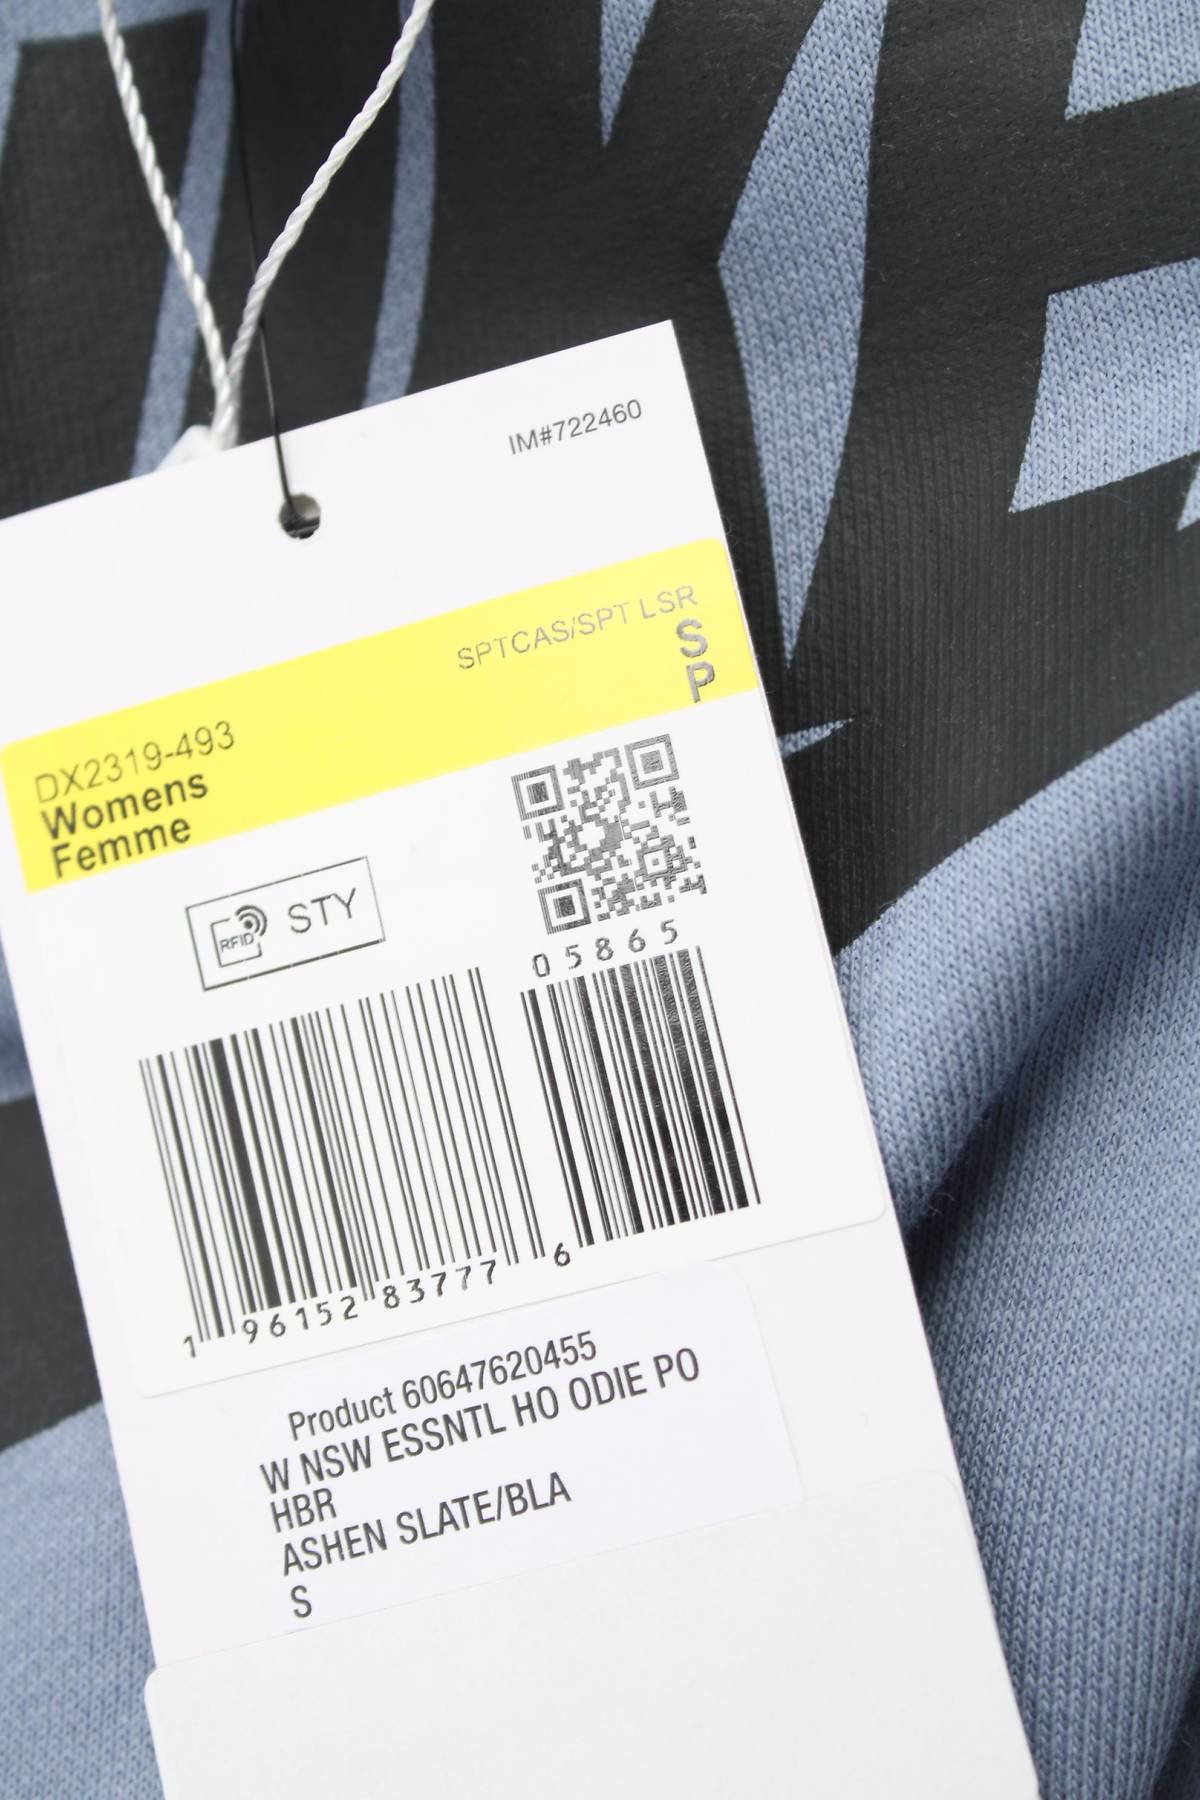 IM#722460
SPTCAS/SPT LSR
S
P
DX2319-493
Womens
Femme
RFID STY
05865
1 96152 83777 6
Product 60647620455
W NSW ESSNTL HO ODIE PO
HBR
ASHEN SLATE/BLA
S